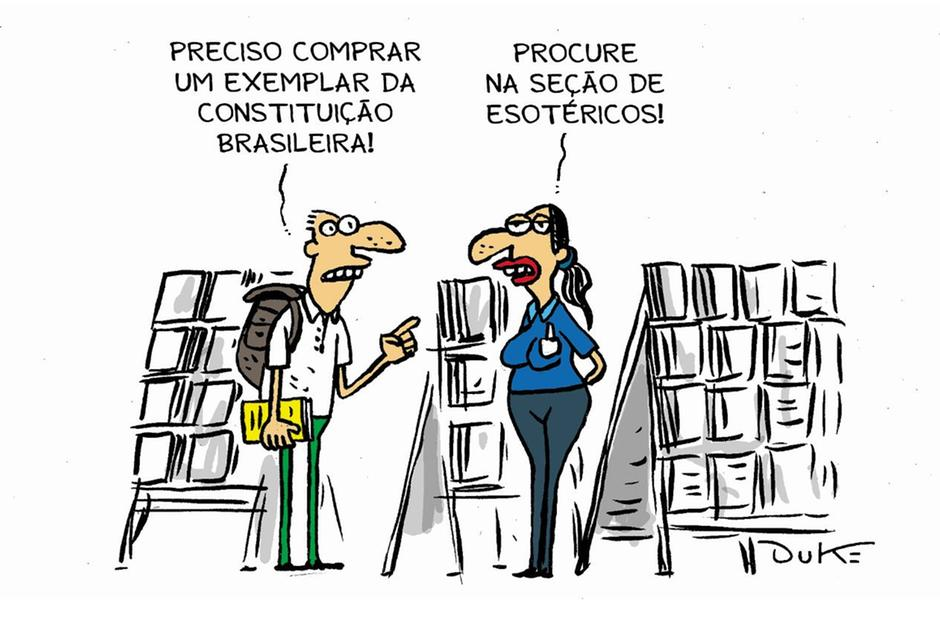 PRECISO COMPRAR
UM EXEMPLAR DA
CONSTITUIÇÃO
BRASILEIRA!
PROCURE
NA SEÇÃO DE
ESOTÉRICOS!
DUKE